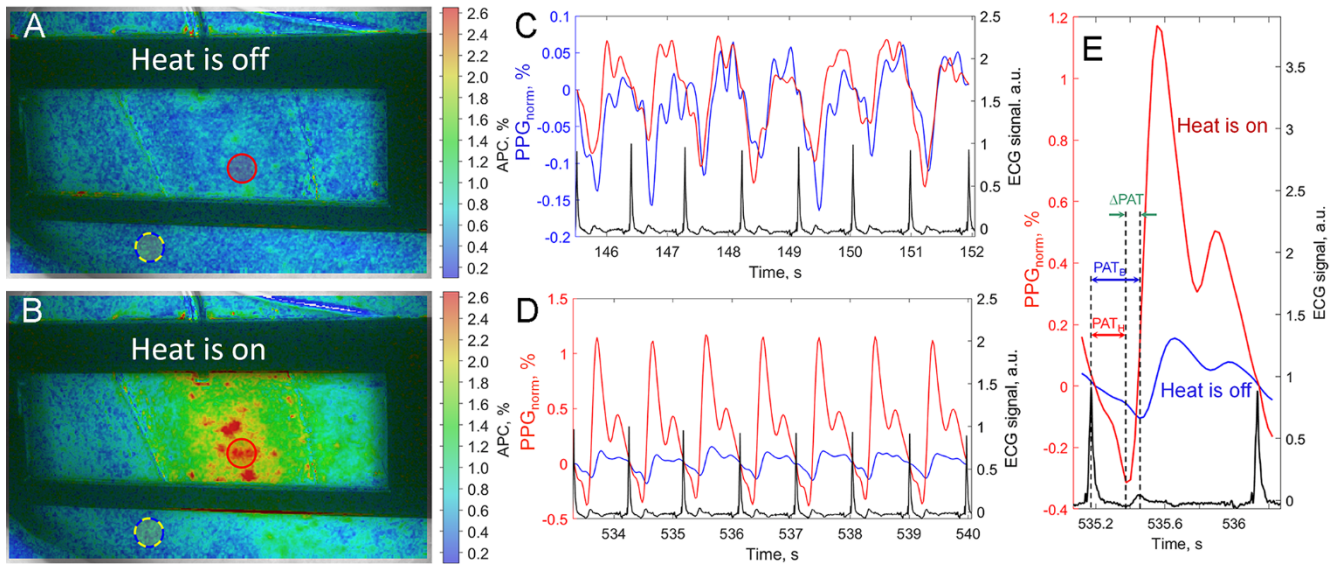 A
Heat is off
2.6
2.4
2.2
2.0
1.8
1.6
1.4
1.2
1.0
0.8
0.6
0.4
0.2
0.1
APC, %
B
Heat is on
2.6
2.4
2.2
2.0
1.8
1.6
1.4
1.2
1.0
0.8
0.6
0.4
0.2
0.1
APC, %
C
0.1
0.05
0
-0.05
-0.1
-0.15
-0.2
PPGnorm, %
2.5
2
1.5
1
0.5
0
ECG signal. a.u.
146 147 148 149 150 151 152
Time, s
D
1.5
1
0.5
0
-0.5
PPGnorm, %
2.5
2
1.5
1
0.5
0
ECG signal, a.u.
534 535 536 537 538 539 540
Time, s
E
1.2
1
0.8
0.6
0.4
0.2
0
-0.2
-0.4
PPGnorm, %
Heat is on
ΔPAT
PATB
PATH
Heat is off
3.5
3
2.5
2
1.5
1
0.5
0
ECG signal, a.u.
535.2 535.6 536
Time, s